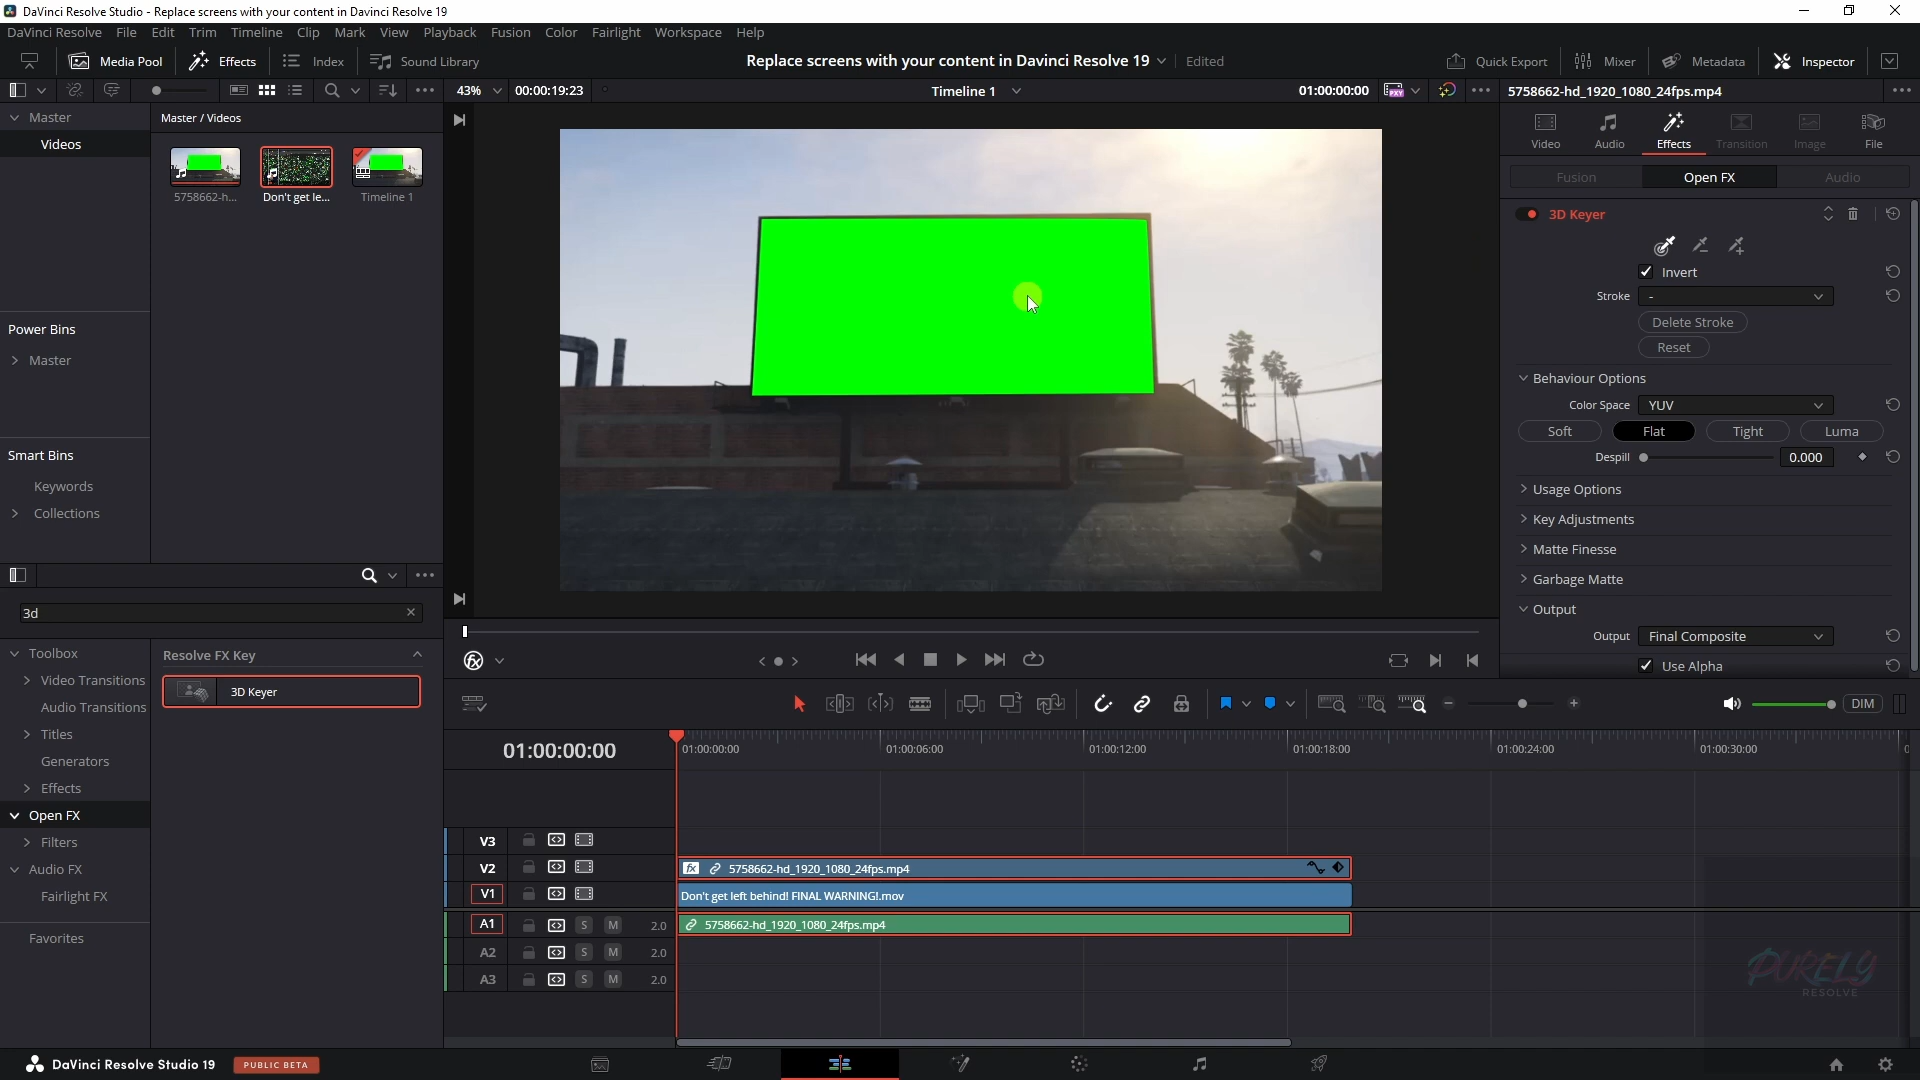 DaVinci Resolve Studio - Replace screens with your content in Davinci Resolve 19
DaVinci Resolve File Edit Trim Timeline Clip Mark View Playback Fusion Color Fairlight Workspace Help
Media Pool Effects Index Sound Library Replace screens with your content in Davinci Resolve 19 Edited Quick Export Mixer Metadata Inspector
43% 00:00:19:23 Timeline 1 01:00:00:00 PXY 5758662-hd_1920_1080_24fps.mp4
Master
Videos
Power Bins
Master
Smart Bins
Keywords
Collections
Master / Videos
5758662-h...
Don't get le...
Timeline 1
Video Audio Effects Transition Image File
Fusion Open FX Audio
3D Keyer
Invert
Stroke -
Delete Stroke
Reset
Behaviour Options
Color Space YUV
Soft Flat Tight Luma
Despill 0.000
Usage Options
Key Adjustments
Matte Finesse
Garbage Matte
Output
Output Final Composite
Use Alpha
3d
Toolbox
Video Transitions
Audio Transitions
Titles
Generators
Effects
Open FX
Filters
Audio FX
Fairlight FX
Favorites
Resolve FX Key
3D Keyer
DIM
01:00:00:00 01:00:00:00 01:00:06:00 01:00:12:00 01:00:18:00 01:00:24:00 01:00:30:00
V3
V2 fx 5758662-hd_1920_1080_24fps.mp4
V1 Don't get left behind! FINAL WARNING!.mov
A1 S M 2.0 5758662-hd_1920_1080_24fps.mp4
A2 S M 2.0
A3 S M 2.0
PURELY
RESOLVE
DaVinci Resolve Studio 19 PUBLIC BETA